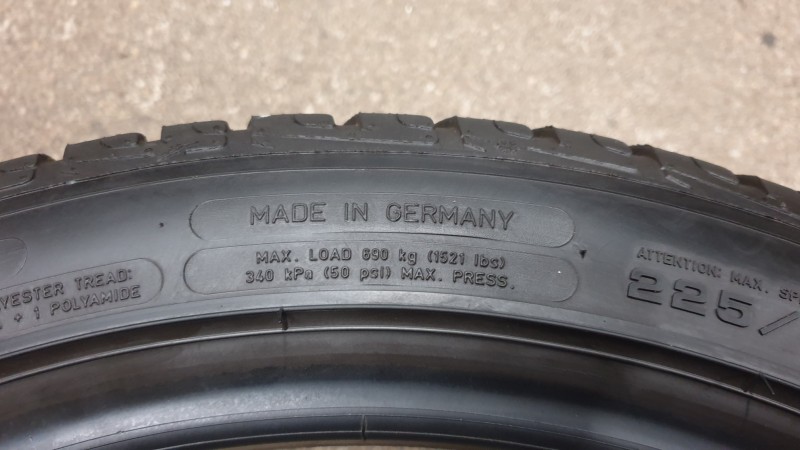 MADE IN GERMANY
MAX. LOAD 690 kg (1521 lbs)
340 kPa (50 psi) MAX. PRESS.
YESTER TREAD:
+ 1 POLYAMIDE
ATTENTION: MAX. SP
225/